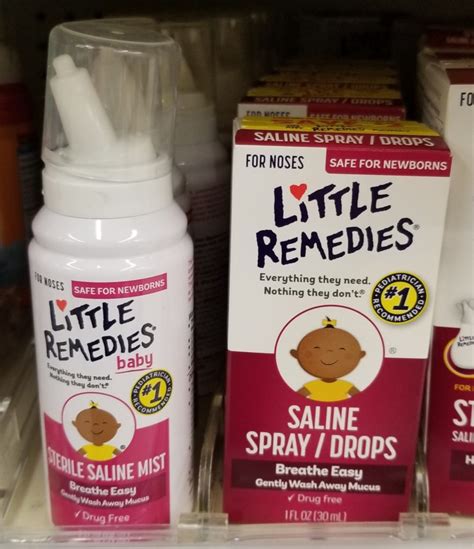 FOR NOSES
SAFE FOR NEWBORNS
LiTTLE
REMEDIES®
baby
Everything they need.
Nothing they don't.®
PEDIATRICIAN
#1
RECOMMENDED
STERILE SALINE MIST
Breathe Easy
Gently Wash Away Mucus
✓ Drug Free
SALINE SPRAY / DROPS
SALINE SPRAY / DROPS
FOR NOSES
SAFE FOR NEWBORNS
LiTTLE
REMEDIES®
Everything they need.
Nothing they don't.®
PEDIATRICIAN
#1
RECOMMENDED
®
SALINE
SPRAY / DROPS
Breathe Easy
Gently Wash Away Mucus
✓ Drug Free
1 FL OZ (30 mL)